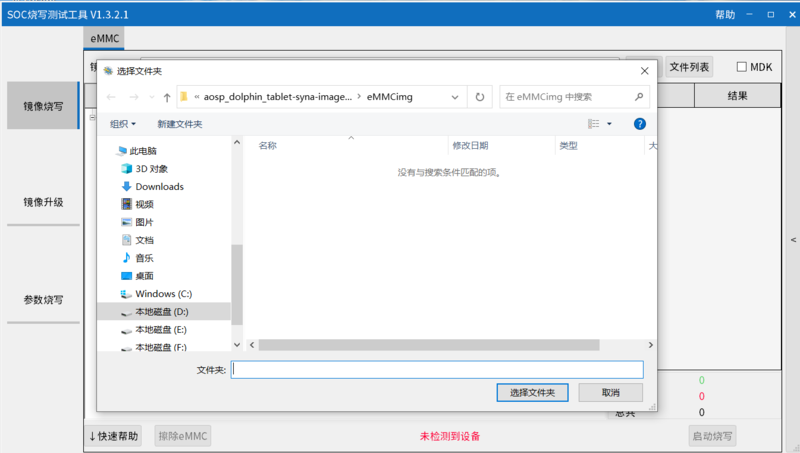 SOC烧写测试工具 V1.3.2.1
帮助
eMMC
文件列表
MDK
结果
镜像烧写
镜像升级
参数烧写
选择文件夹
« aosp_dolphin_tablet-syna-image... › eMMCimg
在 eMMCimg 中搜索
组织
新建文件夹
名称
修改日期
类型
没有与搜索条件匹配的项。
此电脑
3D 对象
Downloads
视频
图片
文档
音乐
桌面
Windows (C:)
本地磁盘 (D:)
本地磁盘 (E:)
本地磁盘 (F:)
文件夹:
选择文件夹
取消
0
0
总共 0
↓快速帮助
擦除eMMC
未检测到设备
启动烧写